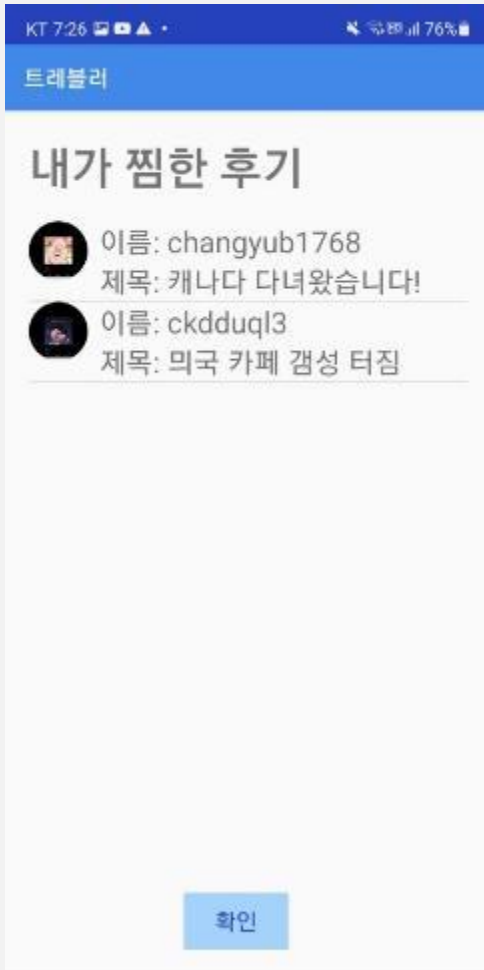 KT 7:26
76%
트레블러
내가 찜한 후기
이름: changyub1768
제목: 캐나다 다녀왔습니다!
이름: ckdduql3
제목: 믜국 카페 갬성 터짐
확인